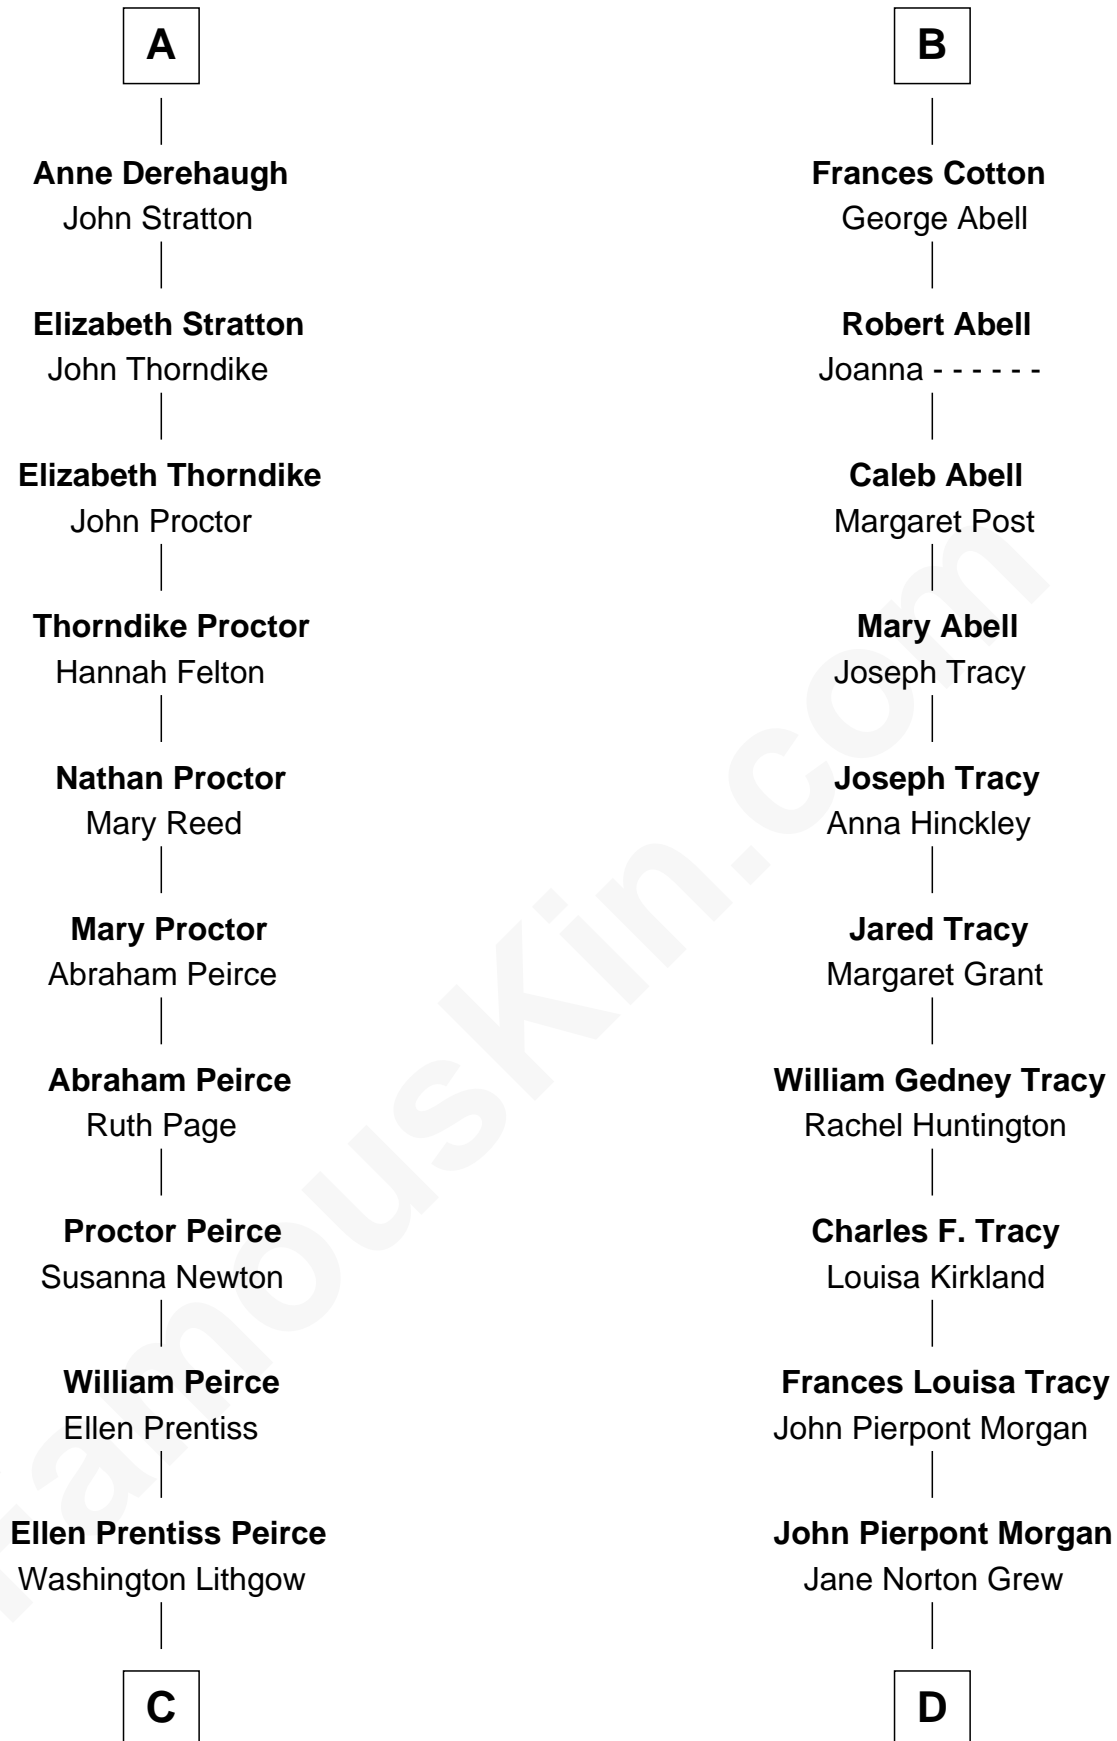 A
Anne Derehaugh
John Stratton
Elizabeth Stratton
John Thorndike
Elizabeth Thorndike
John Proctor
Thorndike Proctor
Hannah Felton
Nathan Proctor
Mary Reed
Mary Proctor
Abraham Peirce
Abraham Peirce
Ruth Page
Proctor Peirce
Susanna Newton
William Peirce
Ellen Prentiss
Ellen Prentiss Peirce
Washington Lithgow
C
B
Frances Cotton
George Abell
Robert Abell
Joanna - - - - - -
Caleb Abell
Margaret Post
Mary Abell
Joseph Tracy
Joseph Tracy
Anna Hinckley
Jared Tracy
Margaret Grant
William Gedney Tracy
Rachel Huntington
Charles F. Tracy
Louisa Kirkland
Frances Louisa Tracy
John Pierpont Morgan
John Pierpont Morgan
Jane Norton Grew
D
FamousKin.com